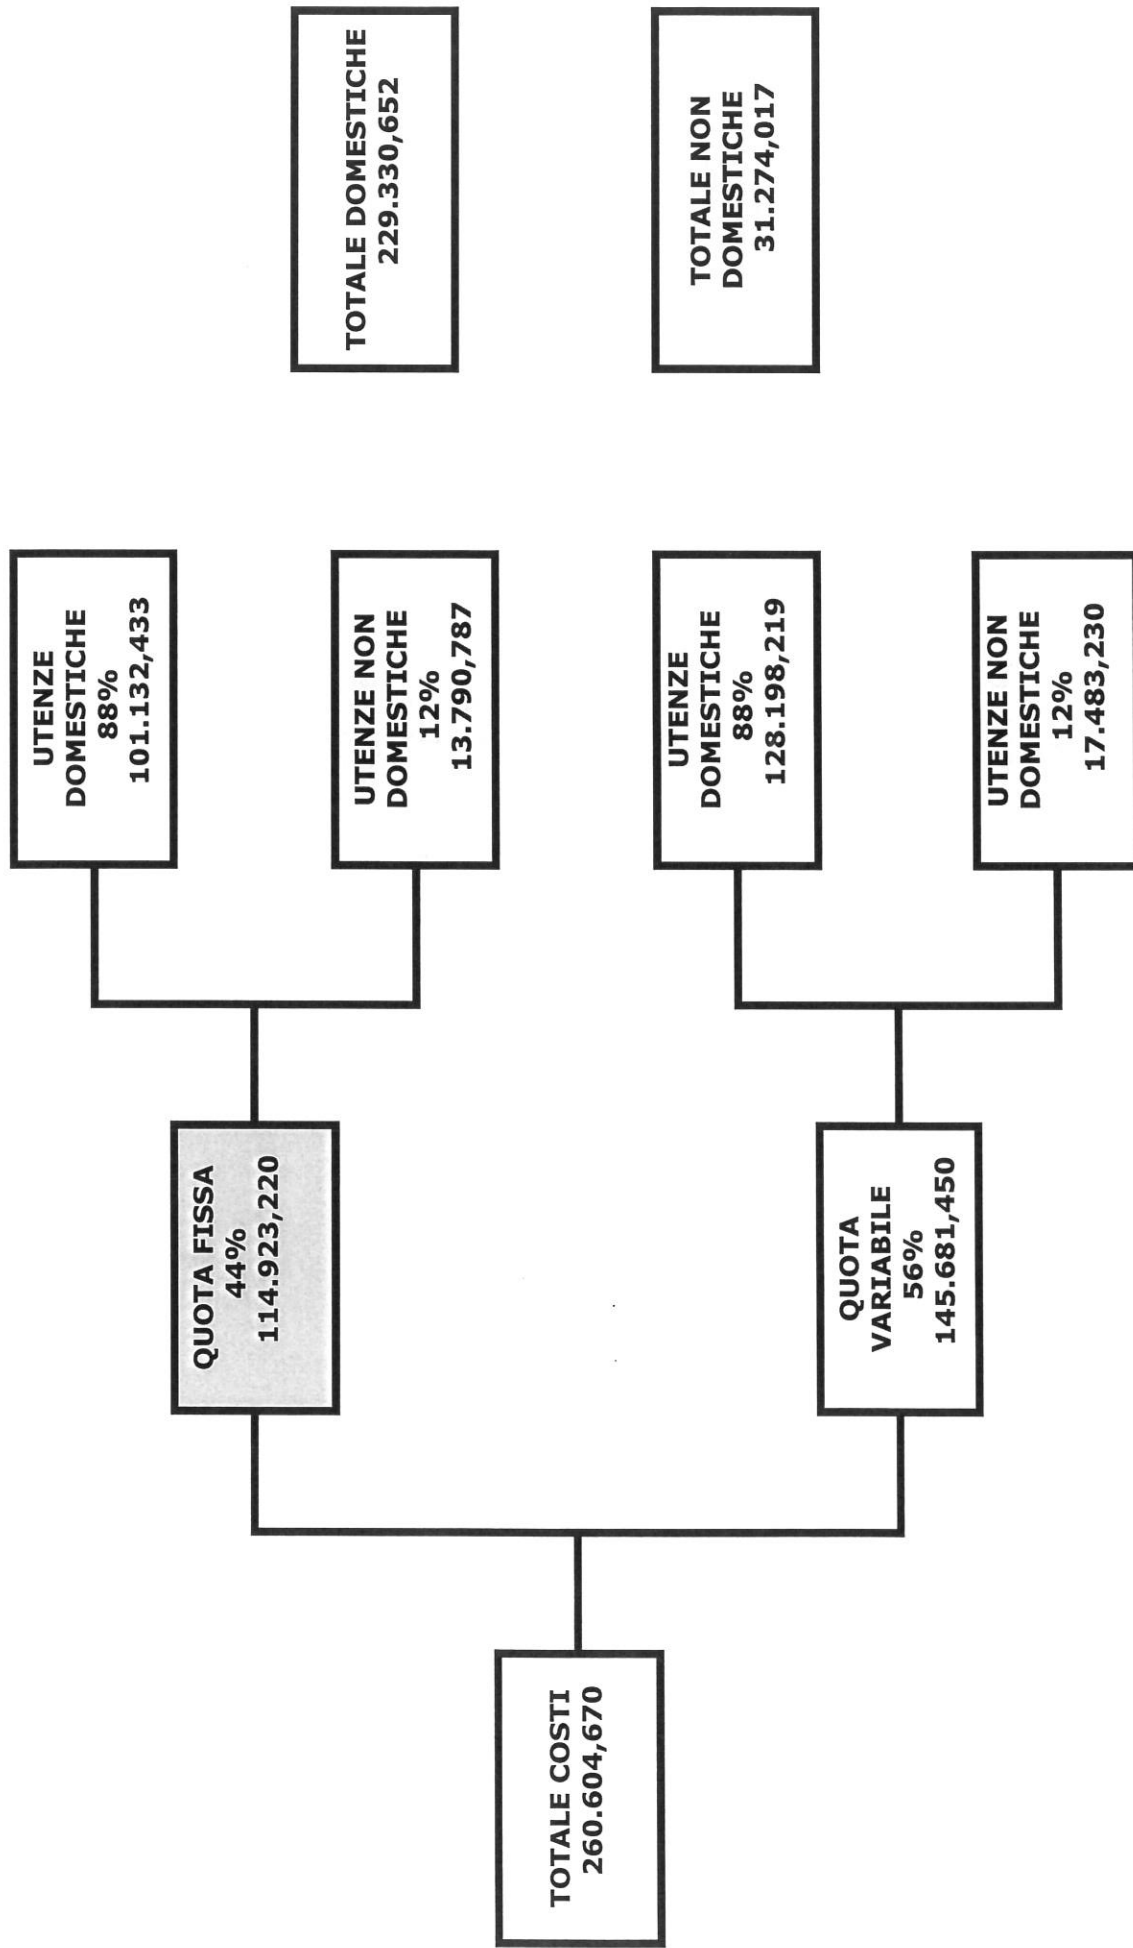 TOTALE COSTI
260.604,670
QUOTA FISSA
44%
114.923,220
QUOTA
VARIABILE
56%
145.681,450
UTENZE
DOMESTICHE
88%
101.132,433
UTENZE NON
DOMESTICHE
12%
13.790,787
UTENZE
DOMESTICHE
88%
128.198,219
UTENZE NON
DOMESTICHE
12%
17.483,230
TOTALE DOMESTICHE
229.330,652
TOTALE NON
DOMESTICHE
31.274,017